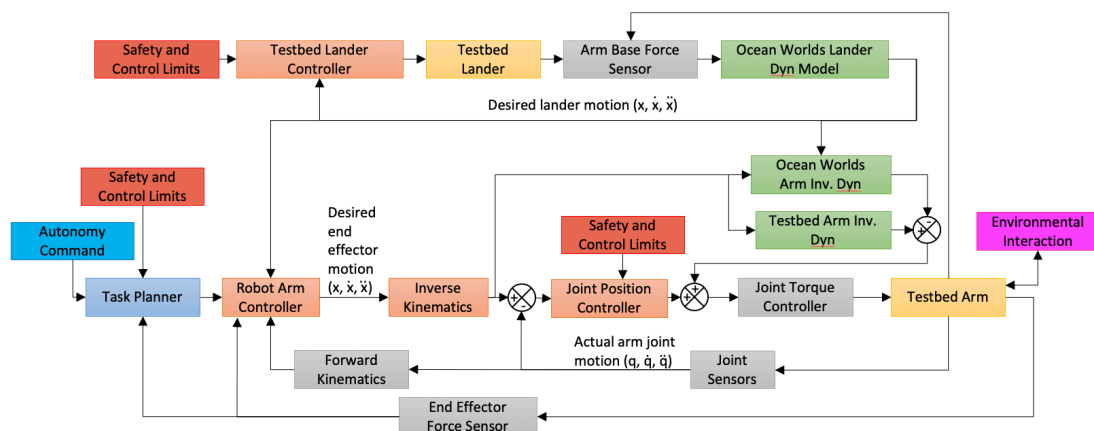 Safety and
Control Limits
Testbed Lander
Controller
Testbed
Lander
Arm Base Force
Sensor
Ocean Worlds Lander
Dyn Model
Desired lander motion (x, ẋ, ẍ)
Safety and
Control Limits
Ocean Worlds
Arm Inv. Dyn
-
Autonomy
Command
Desired
end
effector
motion
(x, ẋ, ẍ)
Safety and
Control Limits
Testbed Arm Inv.
Dyn
+
Environmental
Interaction
Task Planner
Robot Arm
Controller
Inverse
Kinematics
+
-
Joint Position
Controller
+
+
Joint Torque
Controller
Testbed Arm
Forward
Kinematics
Actual arm joint
motion (q, q̇, q̈)
Joint
Sensors
End Effector
Force Sensor